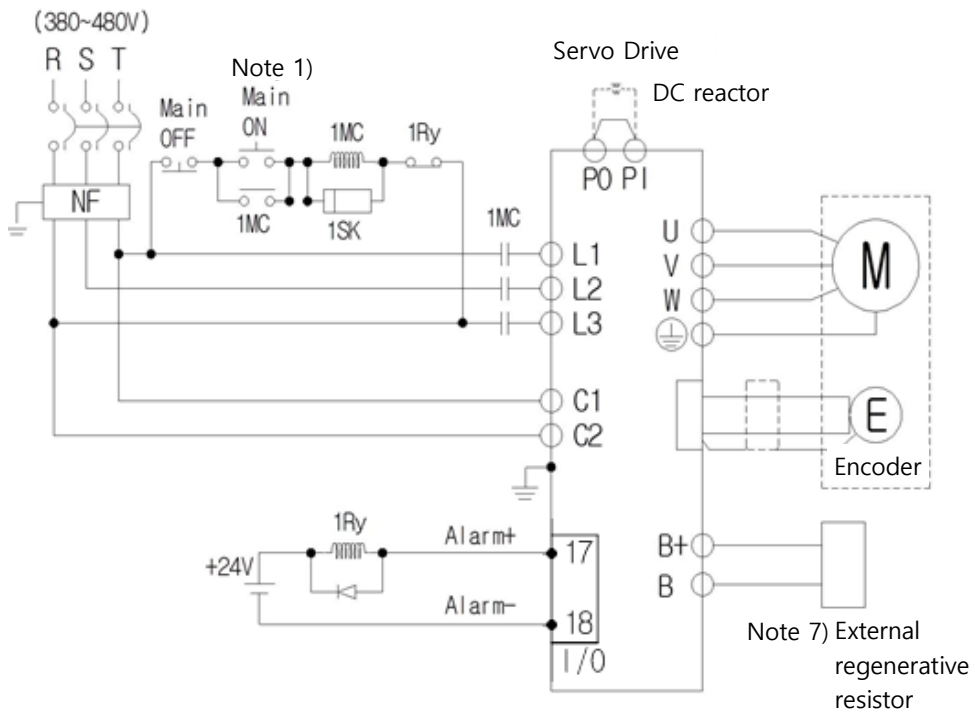 (380~480V)
R S T
Note 1)
Main
OFF
Main
ON
1MC
1Ry
1MC
1SK
NF
1MC
Servo Drive
DC reactor
PO PI
L1
L2
L3
C1
C2
U
V
W
M
E
Encoder
1Ry
+24V
Alarm+
Alarm-
17
18
I/O
B+
B
Note 7) External
regenerative
resistor